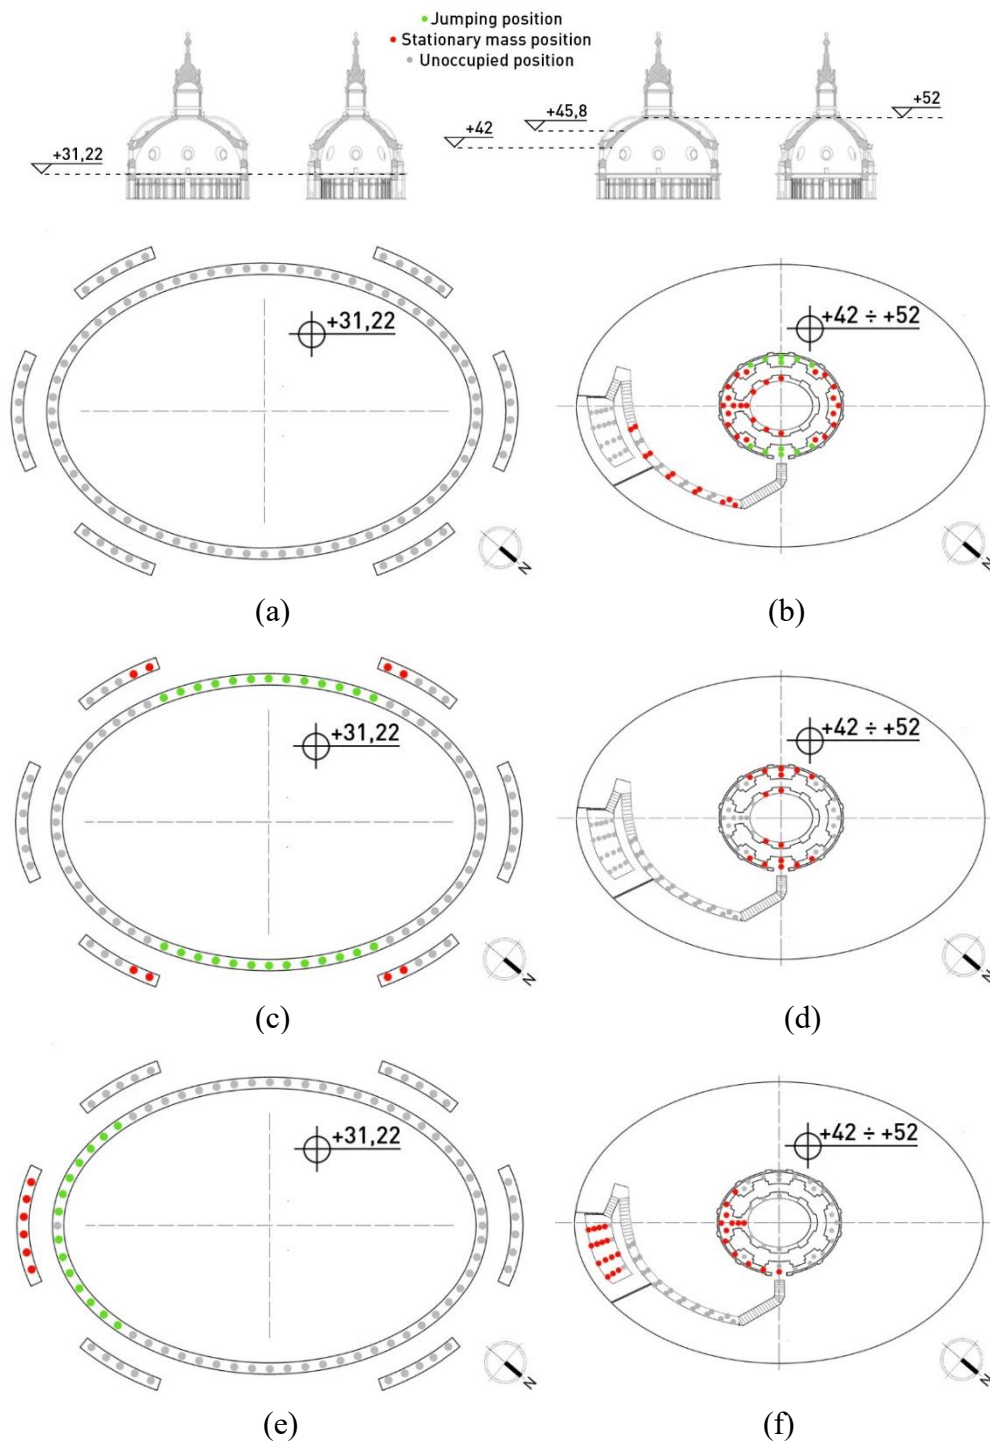 Jumping position
Stationary mass position
Unoccupied position
+31,22
+42
+45,8
+52
+31,22
+42 ÷ +52
N
N
(a)
(b)
+31,22
+42 ÷ +52
N
N
(c)
(d)
+31,22
+42 ÷ +52
N
N
(e)
(f)